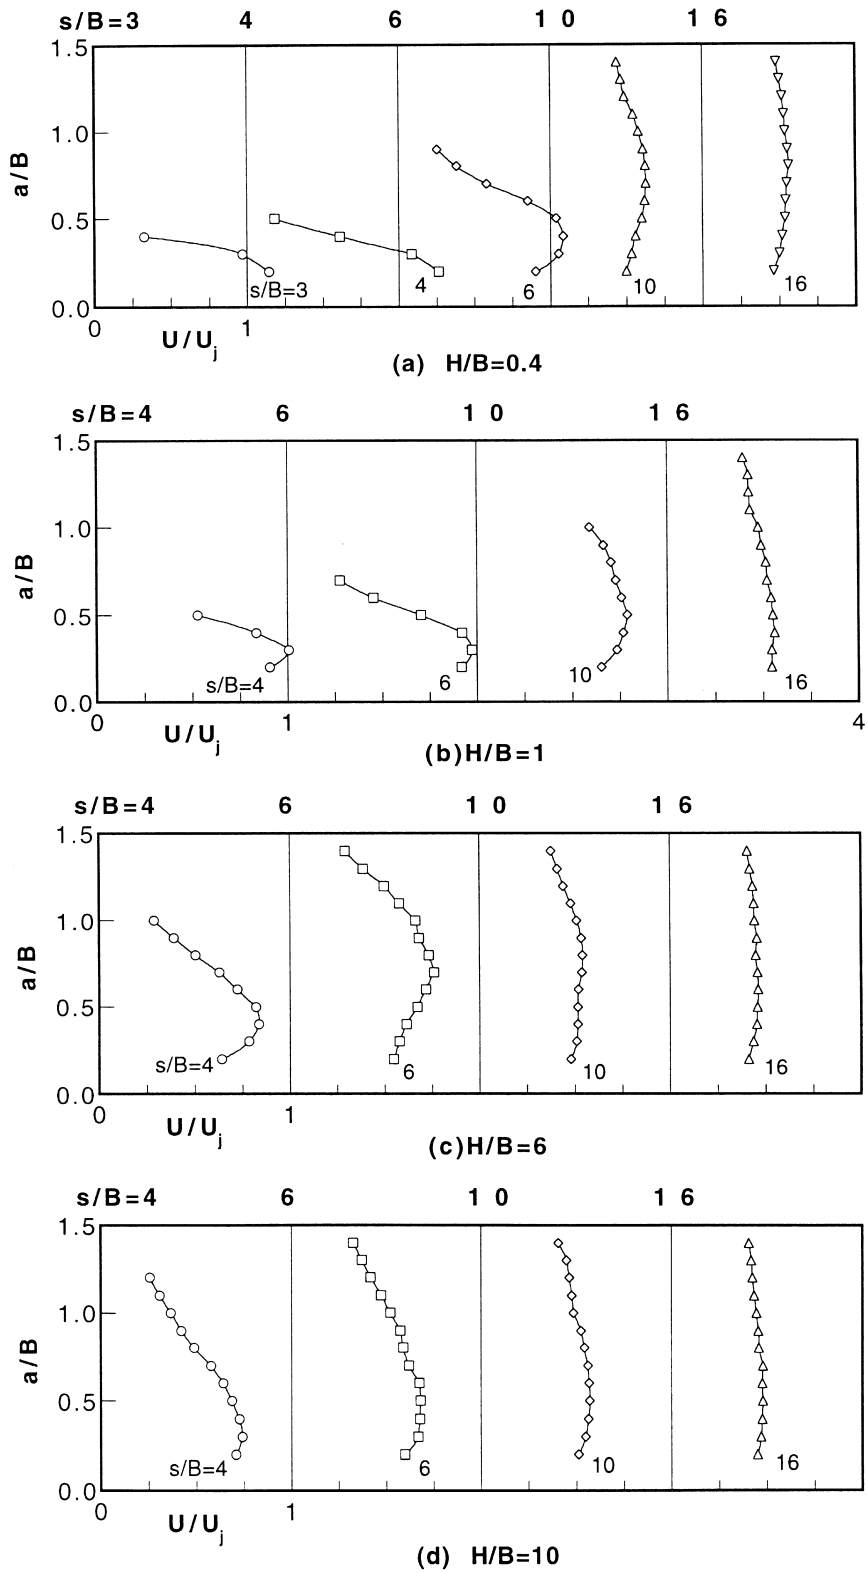 s/B=3 4 6 1 0 1 6
1.5
1.0
a/B
0.5
s/B=3 4 6 10 16
0.0
0 1
U/Uj
(a) H/B=0.4
s/B=4 6 1 0 1 6
1.5
1.0
a/B
0.5
s/B=4 6 10 16
0.0
0 1 4
U/Uj
(b)H/B=1
s/B=4 6 1 0 1 6
1.5
1.0
a/B
0.5
s/B=4 6 10 16
0.0
0 1
U/Uj
(c)H/B=6
s/B=4 6 1 0 1 6
1.5
1.0
a/B
0.5
s/B=4 6 10 16
0.0
0 1
U/Uj
(d) H/B=10